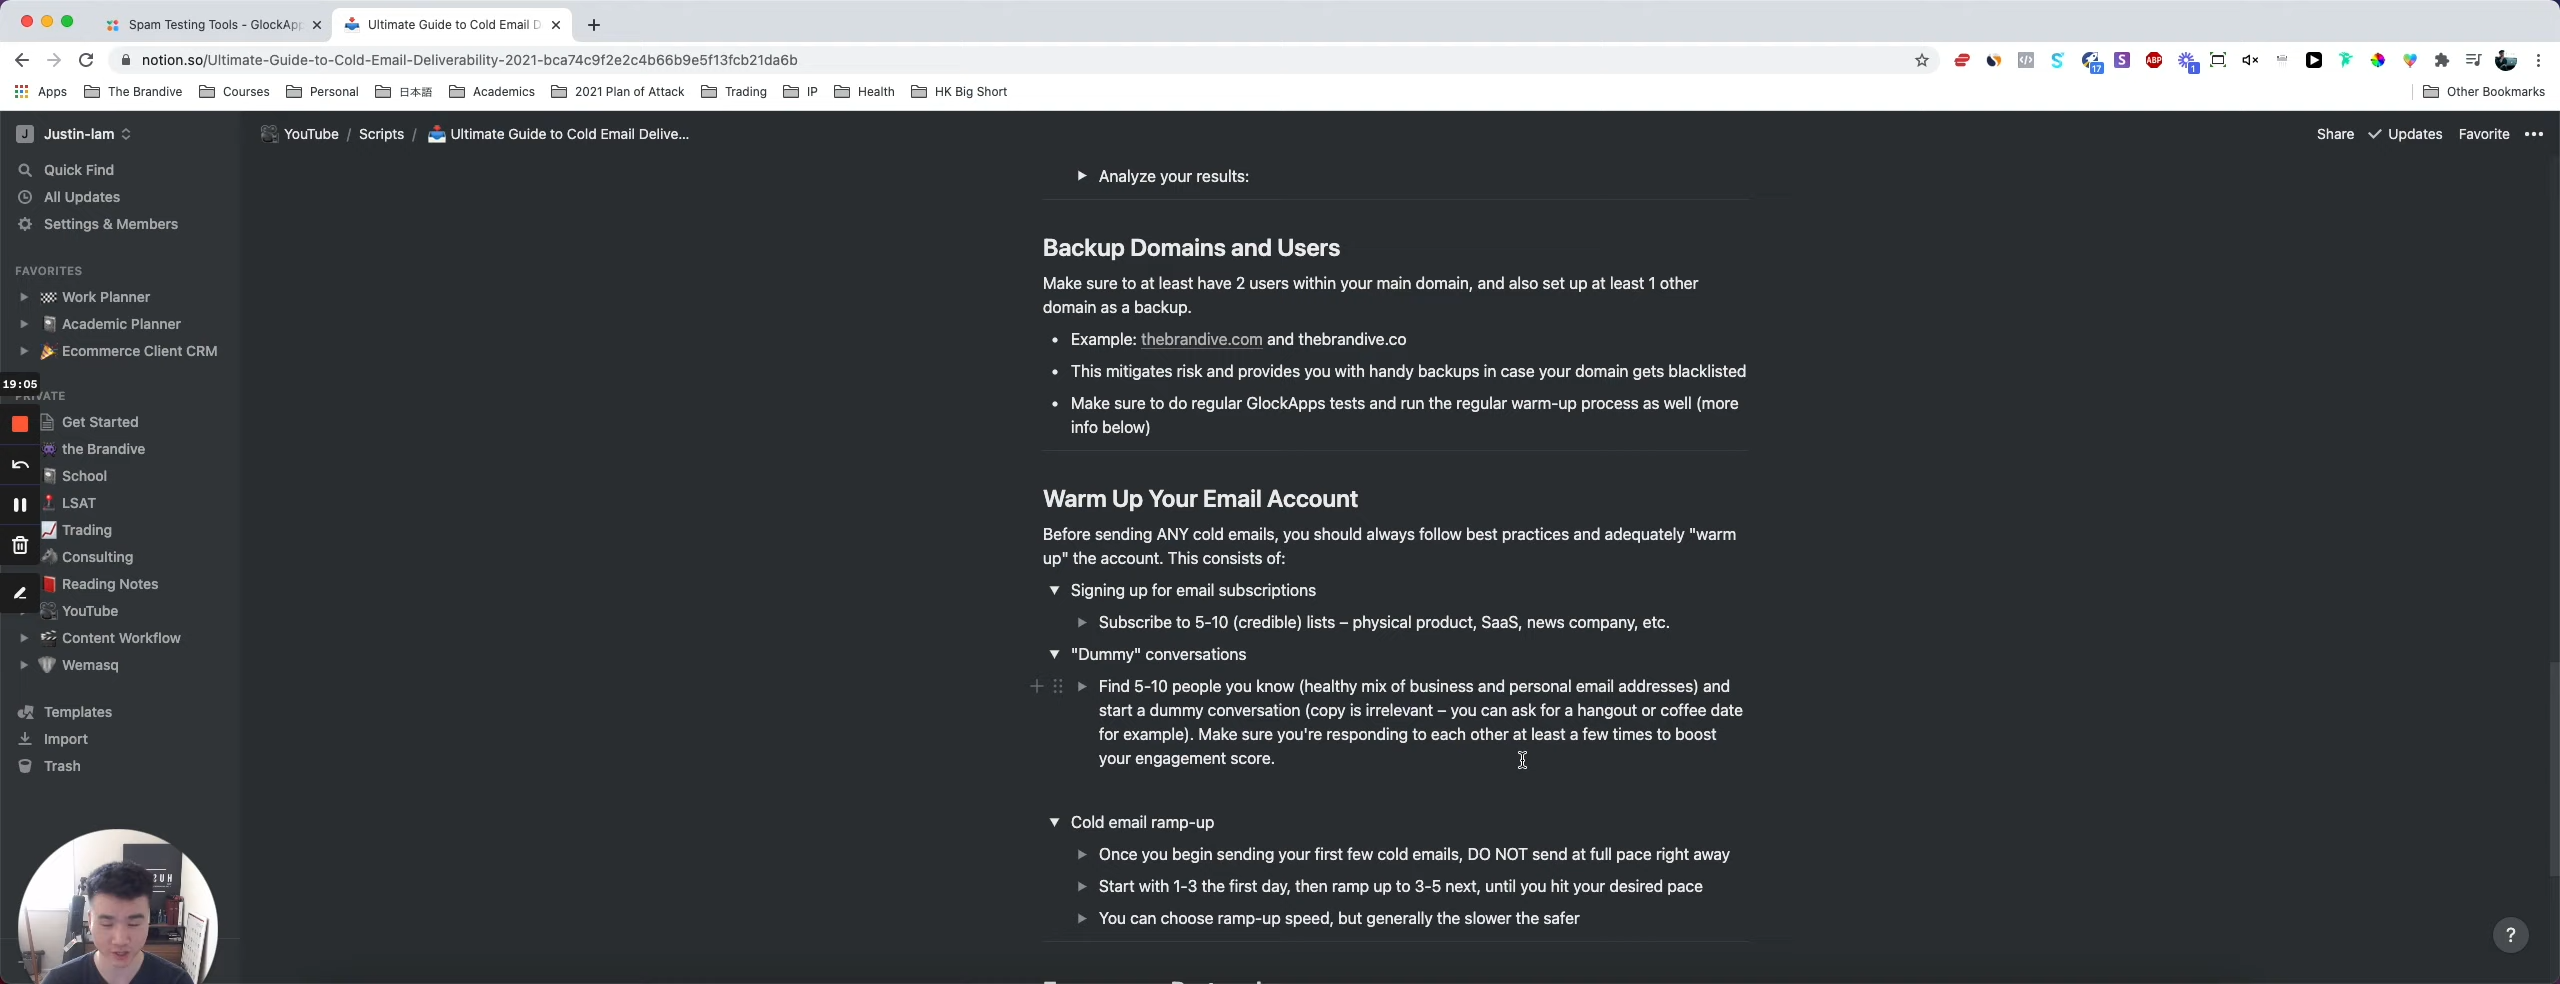 Spam Testing Tools - GlockApp
Ultimate Guide to Cold Email D
notion.so/Ultimate-Guide-to-Cold-Email-Deliverability-2021-bca74c9f2e2c4b66b9e5f13fcb21da6b
17
ABP
1
Apps
The Brandive
Courses
Personal
日本語
Academics
2021 Plan of Attack
Trading
IP
Health
HK Big Short
Other Bookmarks
J Justin-lam
YouTube / Scripts / Ultimate Guide to Cold Email Delive...
Share
Updates
Favorite
Quick Find
All Updates
Settings & Members
FAVORITES
Work Planner
Academic Planner
Ecommerce Client CRM
19:05
PRIVATE
Get Started
the Brandive
School
LSAT
Trading
Consulting
Reading Notes
YouTube
Content Workflow
Wemasq
Templates
Import
Trash
Analyze your results:
Backup Domains and Users
Make sure to at least have 2 users within your main domain, and also set up at least 1 other
domain as a backup.
• Example: thebrandive.com and thebrandive.co
• This mitigates risk and provides you with handy backups in case your domain gets blacklisted
• Make sure to do regular GlockApps tests and run the regular warm-up process as well (more
info below)
Warm Up Your Email Account
Before sending ANY cold emails, you should always follow best practices and adequately "warm
up" the account. This consists of:
Signing up for email subscriptions
Subscribe to 5-10 (credible) lists – physical product, SaaS, news company, etc.
"Dummy" conversations
Find 5-10 people you know (healthy mix of business and personal email addresses) and
start a dummy conversation (copy is irrelevant – you can ask for a hangout or coffee date
for example). Make sure you're responding to each other at least a few times to boost
your engagement score.
Cold email ramp-up
Once you begin sending your first few cold emails, DO NOT send at full pace right away
Start with 1-3 the first day, then ramp up to 3-5 next, until you hit your desired pace
You can choose ramp-up speed, but generally the slower the safer
?